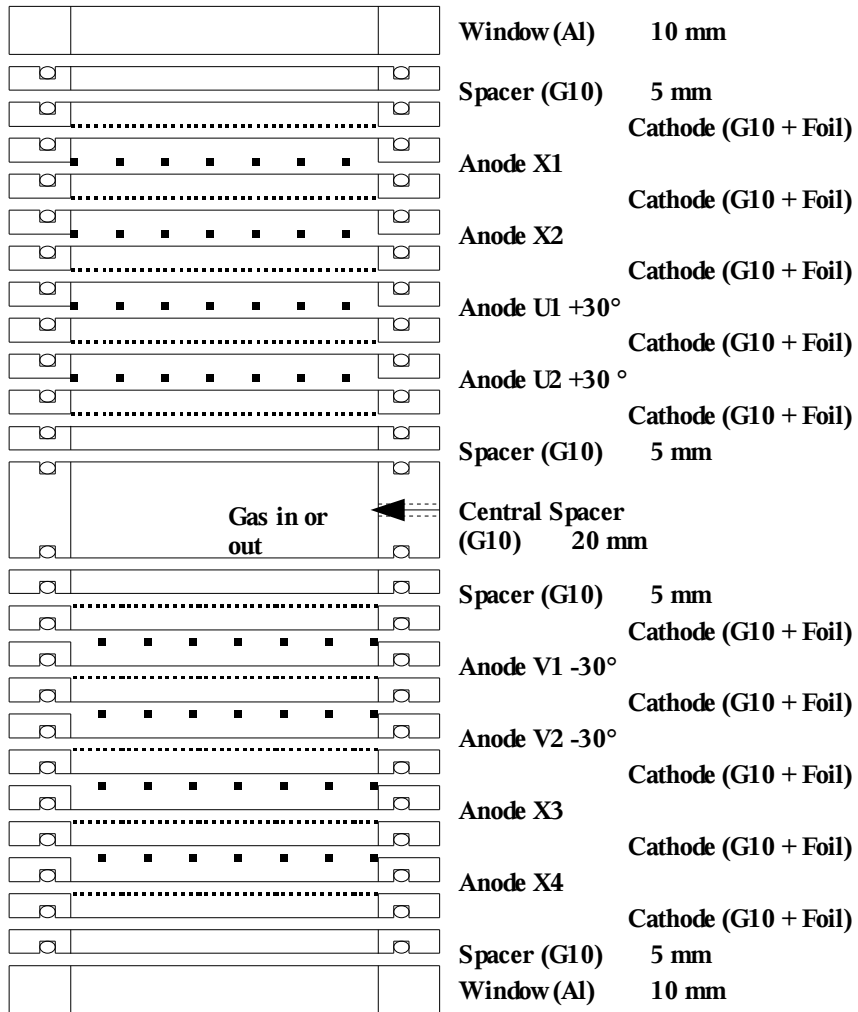 Window (Al) 10 mm
Spacer (G10) 5 mm
Cathode (G10 + Foil)
Anode X1
Cathode (G10 + Foil)
Anode X2
Cathode (G10 + Foil)
Anode U1 +30°
Cathode (G10 + Foil)
Anode U2 +30 °
Cathode (G10 + Foil)
Spacer (G10) 5 mm
Gas in or
out
Central Spacer
(G10) 20 mm
Spacer (G10) 5 mm
Cathode (G10 + Foil)
Anode V1 -30°
Cathode (G10 + Foil)
Anode V2 -30°
Cathode (G10 + Foil)
Anode X3
Cathode (G10 + Foil)
Anode X4
Cathode (G10 + Foil)
Spacer (G10) 5 mm
Window (Al) 10 mm